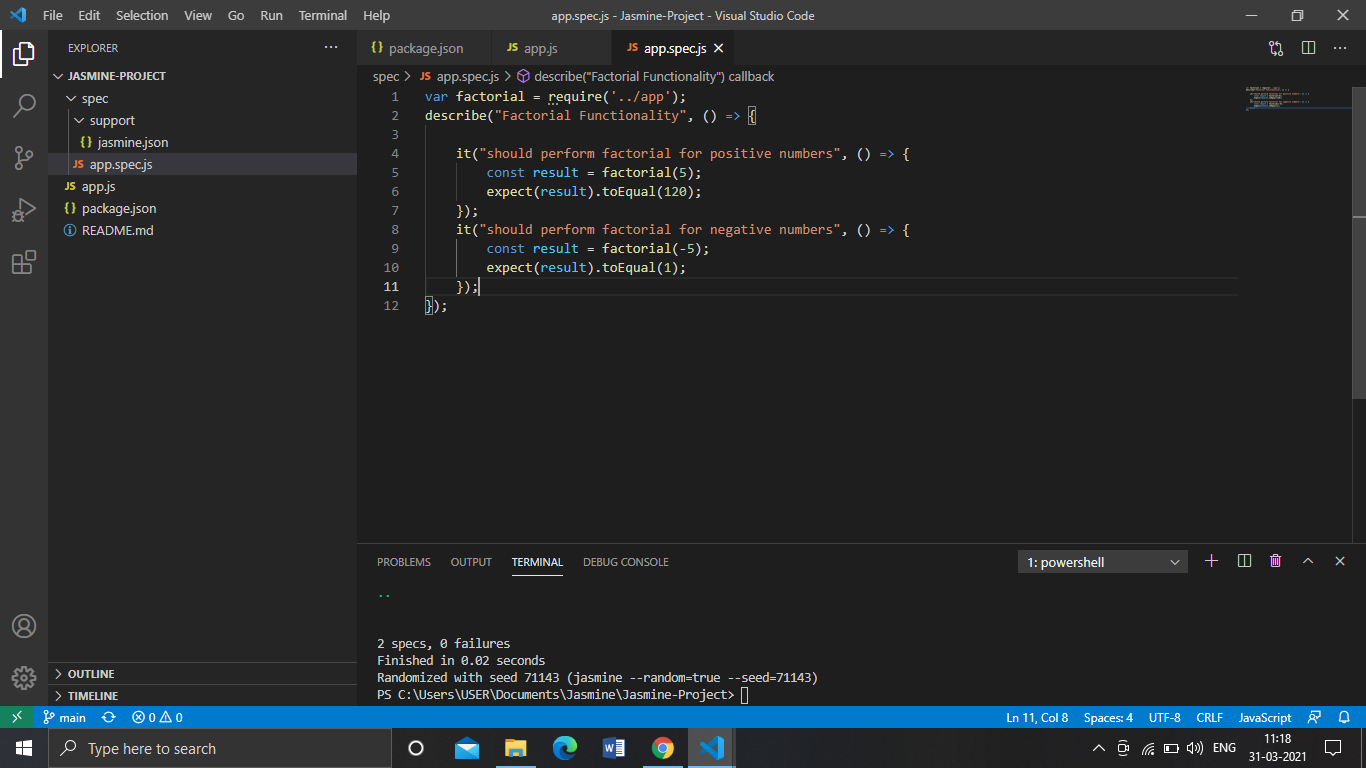 File Edit Selection View Go Run Terminal Help
app.spec.js - Jasmine-Project - Visual Studio Code
EXPLORER
JASMINE-PROJECT
spec
support
{} jasmine.json
JS app.spec.js
JS app.js
{} package.json
README.md
OUTLINE
TIMELINE
{} package.json
JS app.js
JS app.spec.js
spec > JS app.spec.js > describe("Factorial Functionality") callback
1 var factorial = require('../app');
2 describe("Factorial Functionality", () => {
3
4 it("should perform factorial for positive numbers", () => {
5 const result = factorial(5);
6 expect(result).toEqual(120);
7 });
8 it("should perform factorial for negative numbers", () => {
9 const result = factorial(-5);
10 expect(result).toEqual(1);
11 });
12 });
PROBLEMS OUTPUT TERMINAL DEBUG CONSOLE
1: powershell
..
2 specs, 0 failures
Finished in 0.02 seconds
Randomized with seed 71143 (jasmine --random=true --seed=71143)
PS C:\Users\USER\Documents\Jasmine\Jasmine-Project>
main 0 0
Ln 11, Col 8 Spaces: 4 UTF-8 CRLF JavaScript
Type here to search
ENG
11:18
31-03-2021